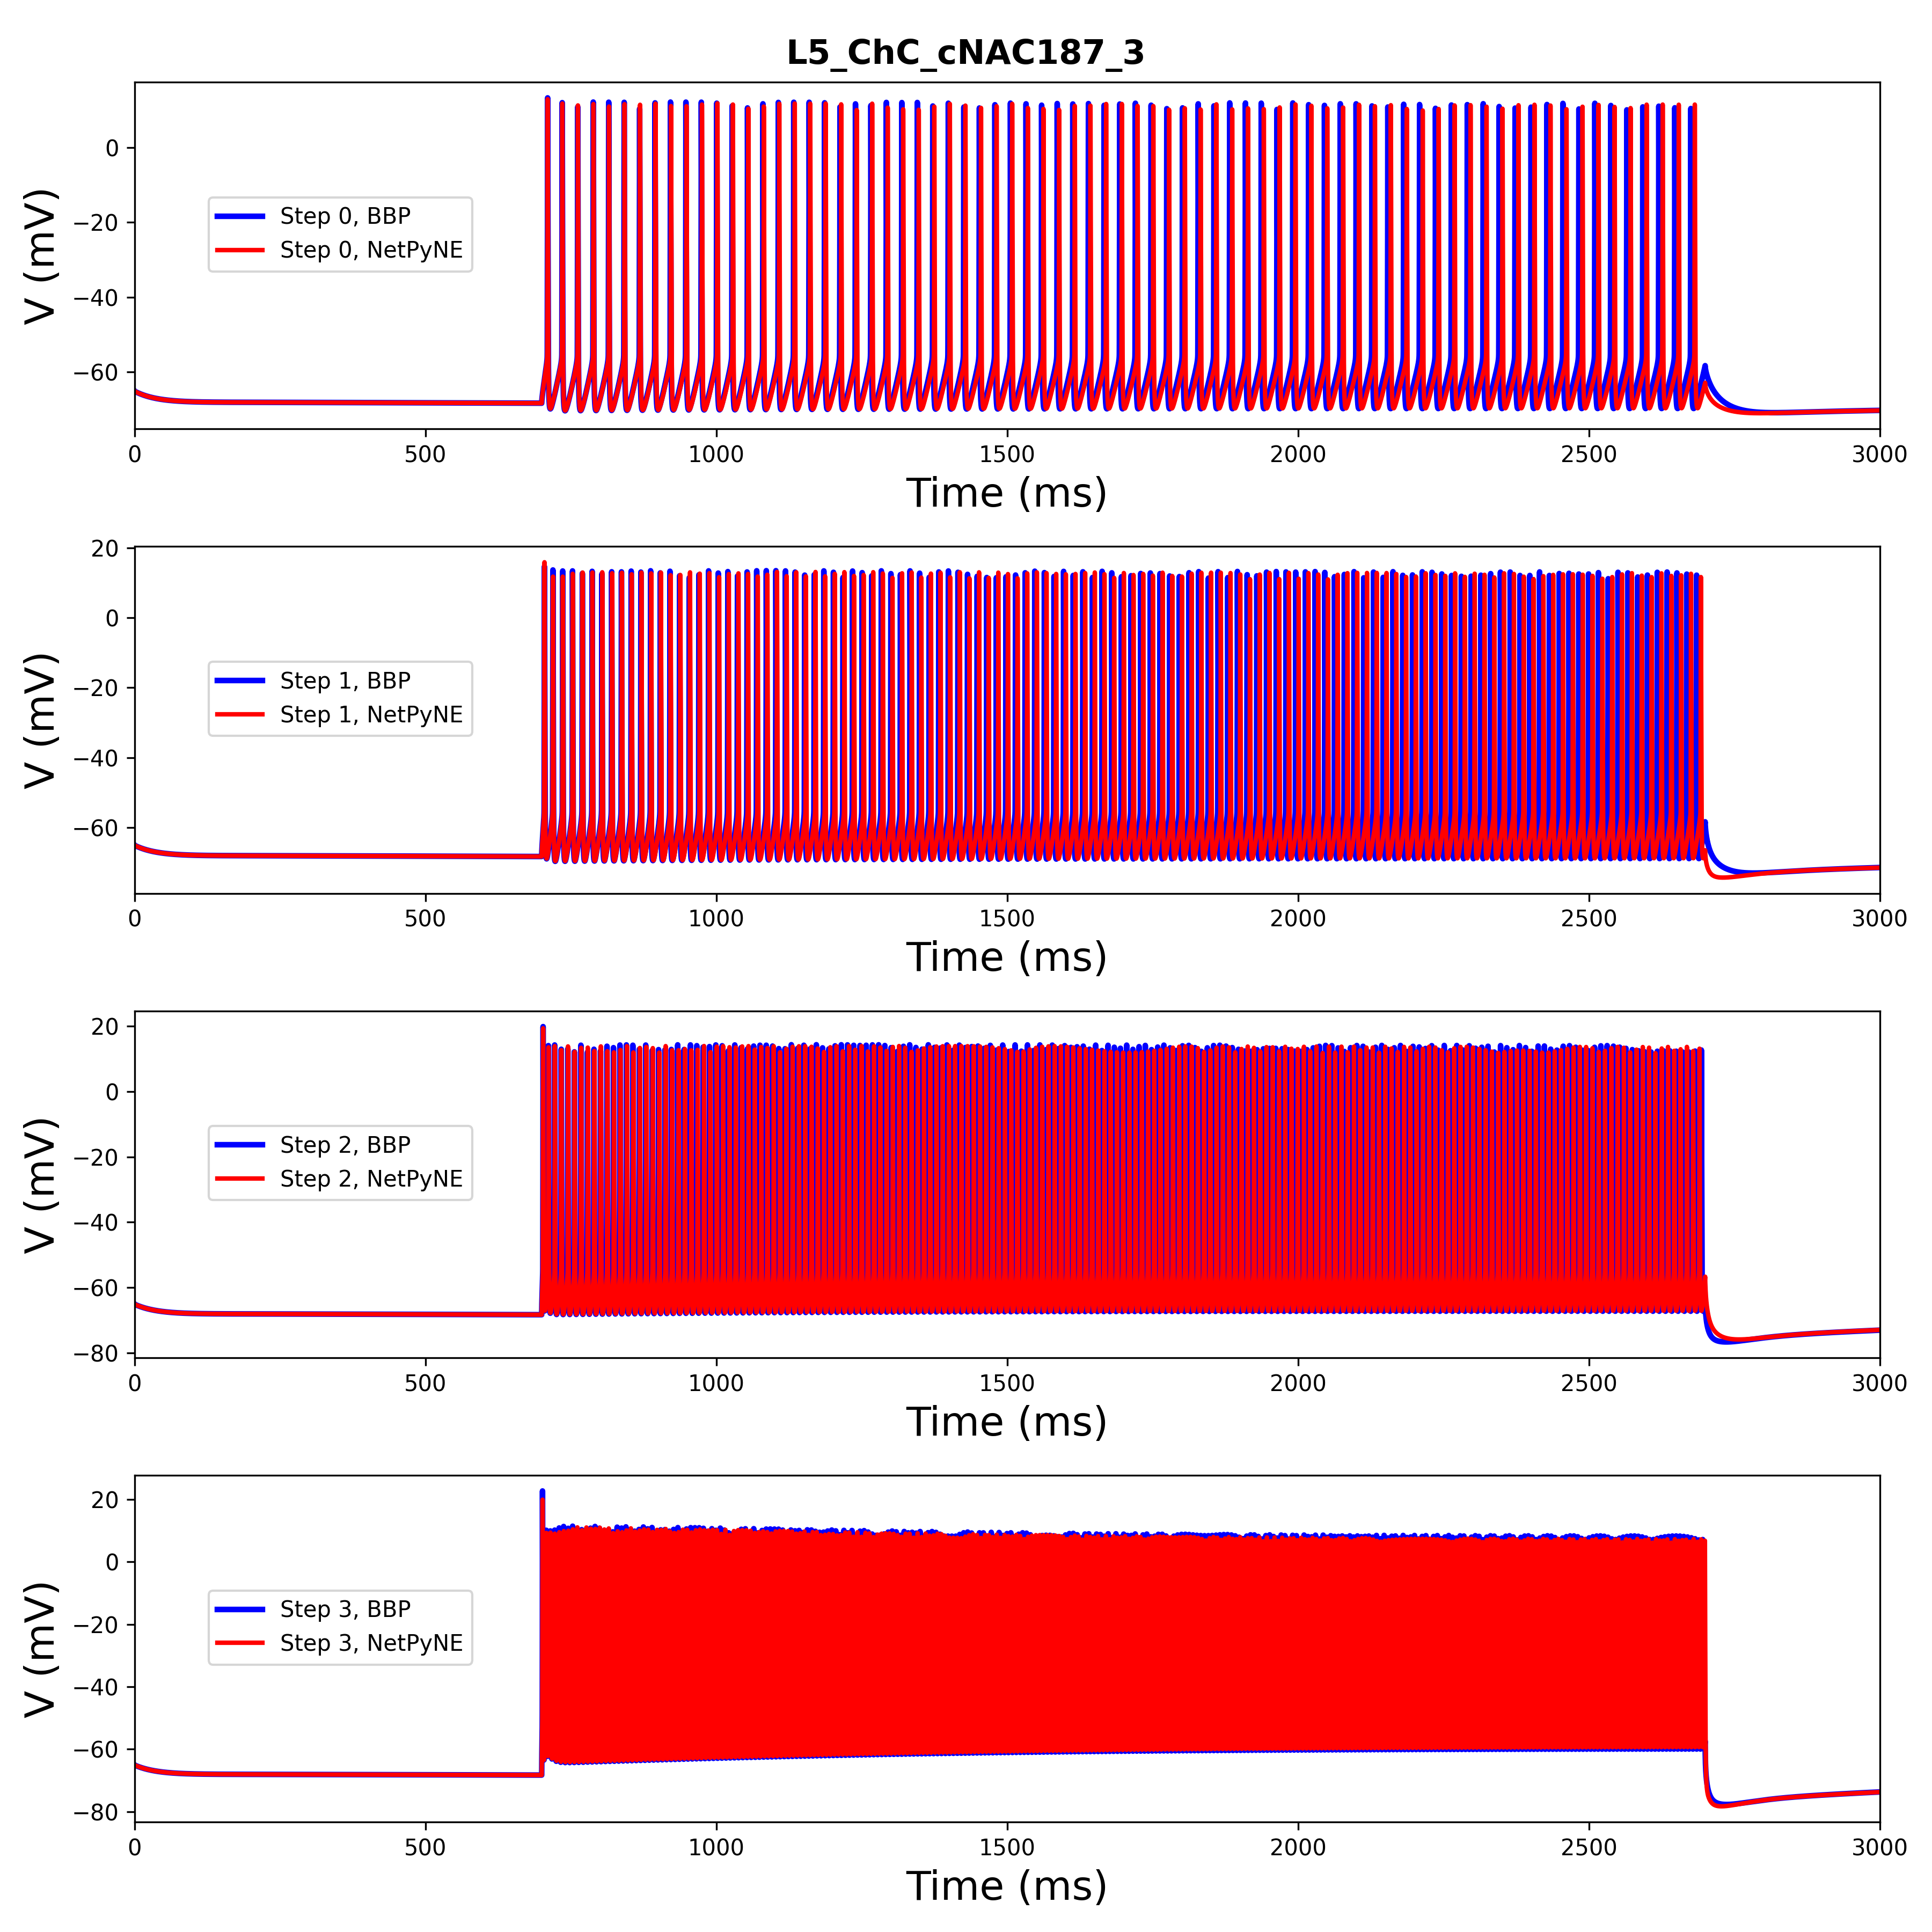 L5_ChC_cNAC187_3
0
−20
−40
−60
V (mV)
Step 0, BBP
Step 0, NetPyNE
0 500 1000 1500 2000 2500 3000
Time (ms)
20
0
−20
−40
−60
V (mV)
Step 1, BBP
Step 1, NetPyNE
0 500 1000 1500 2000 2500 3000
Time (ms)
20
0
−20
−40
−60
−80
V (mV)
Step 2, BBP
Step 2, NetPyNE
0 500 1000 1500 2000 2500 3000
Time (ms)
20
0
−20
−40
−60
−80
V (mV)
Step 3, BBP
Step 3, NetPyNE
0 500 1000 1500 2000 2500 3000
Time (ms)